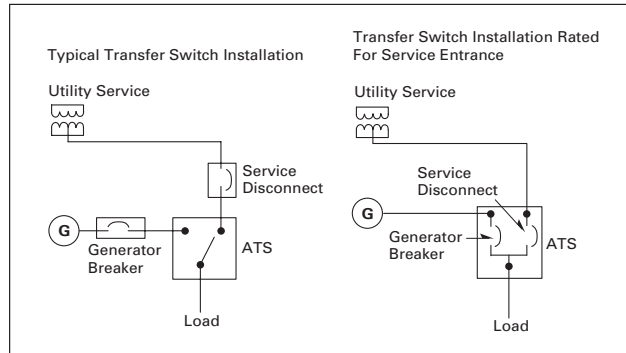 Typical Transfer Switch Installation
Utility Service
Service
Disconnect
G
Generator
Breaker
ATS
Load
Transfer Switch Installation Rated
For Service Entrance
Utility Service
Service
Disconnect
G
Generator
Breaker
ATS
Load